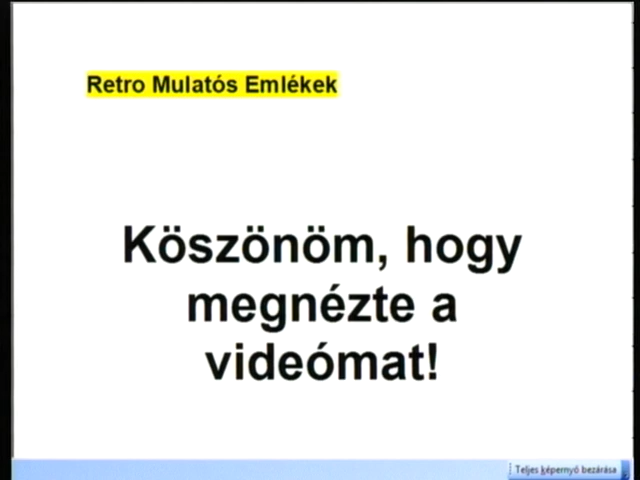 Retro Mulatós Emlékek
Köszönöm, hogy
megnézte a
videómat!
Teljes képernyő bezárása